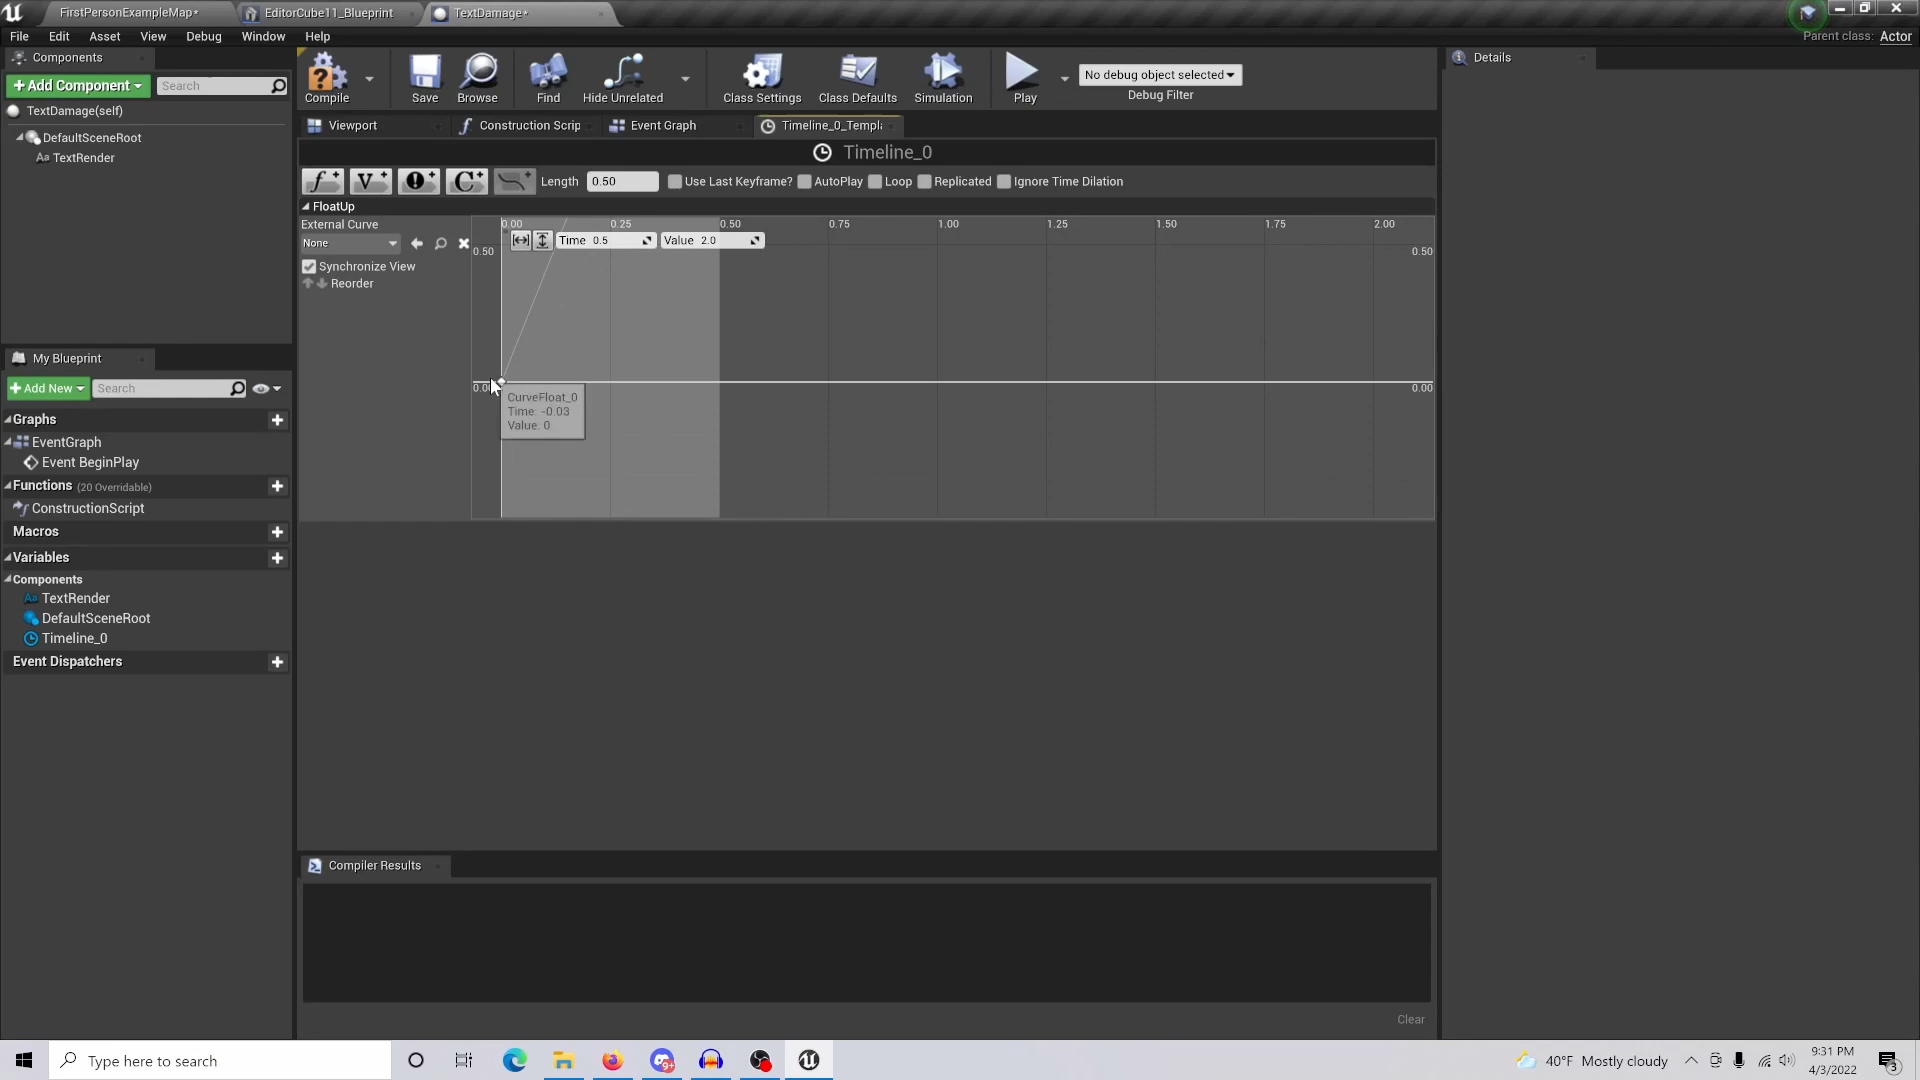 FirstPersonExampleMap*
EditorCube11_Blueprint
TextDamage*
File Edit Asset View Debug Window Help
Parent class: Actor
Components
+ Add Component
Search
TextDamage(self)
DefaultSceneRoot
Aa TextRender
Compile
Save
Browse
Find
Hide Unrelated
Class Settings
Class Defaults
Simulation
Play
No debug object selected
Debug Filter
Details
Viewport
Construction Scrip
Event Graph
Timeline_0_Templa
Timeline_0
Length 0.50 Use Last Keyframe? AutoPlay Loop Replicated Ignore Time Dilation
FloatUp
External Curve
None
Synchronize View
Reorder
0.00 0.25 0.50 0.75 1.00 1.25 1.50 1.75 2.00
Time 0.5 Value 2.0
0.50 0.50
0.00 0.00
CurveFloat_0
Time: -0.03
Value: 0
My Blueprint
+ Add New
Search
Graphs
EventGraph
Event BeginPlay
Functions (20 Overridable)
ConstructionScript
Macros
Variables
Components
Aa TextRender
DefaultSceneRoot
Timeline_0
Event Dispatchers
Compiler Results
Clear
Type here to search
9+
40°F Mostly cloudy
9:31 PM
4/3/2022
3